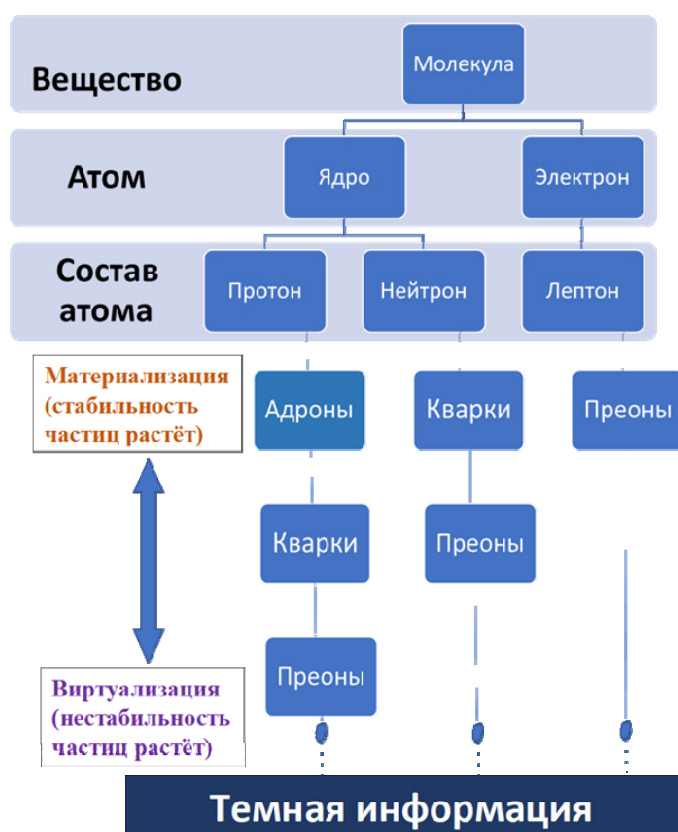 Вещество
Молекула
Атом
Ядро
Электрон
Состав
атома
Протон
Нейтрон
Лептон
Материализация
(стабильность
частиц растёт)
Адроны
Кварки
Преоны
Кварки
Преоны
Преоны
Виртуализация
(нестабильность
частиц растёт)
Темная информация